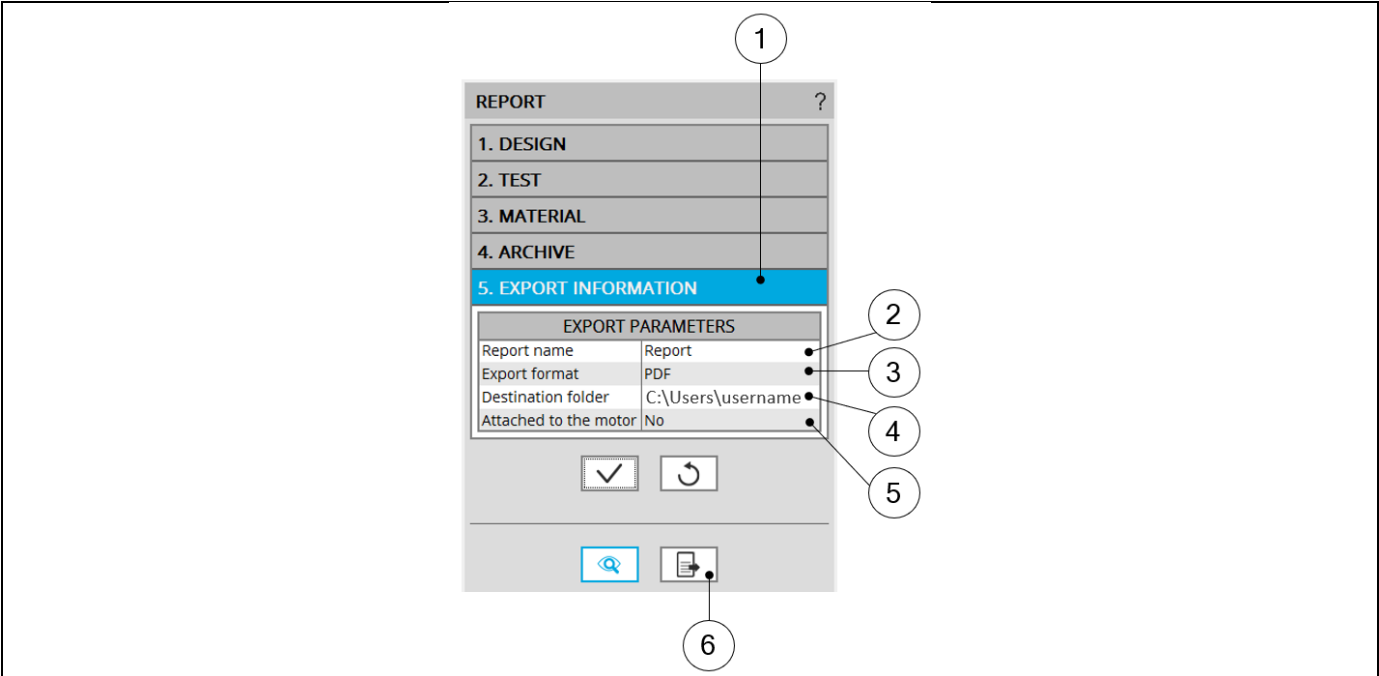 1
REPORT ?
1. DESIGN
2. TEST
3. MATERIAL
4. ARCHIVE
5. EXPORT INFORMATION
EXPORT PARAMETERS
Report name Report
2
Export format PDF
3
Destination folder C:\Users\username
4
Attached to the motor No
5
6